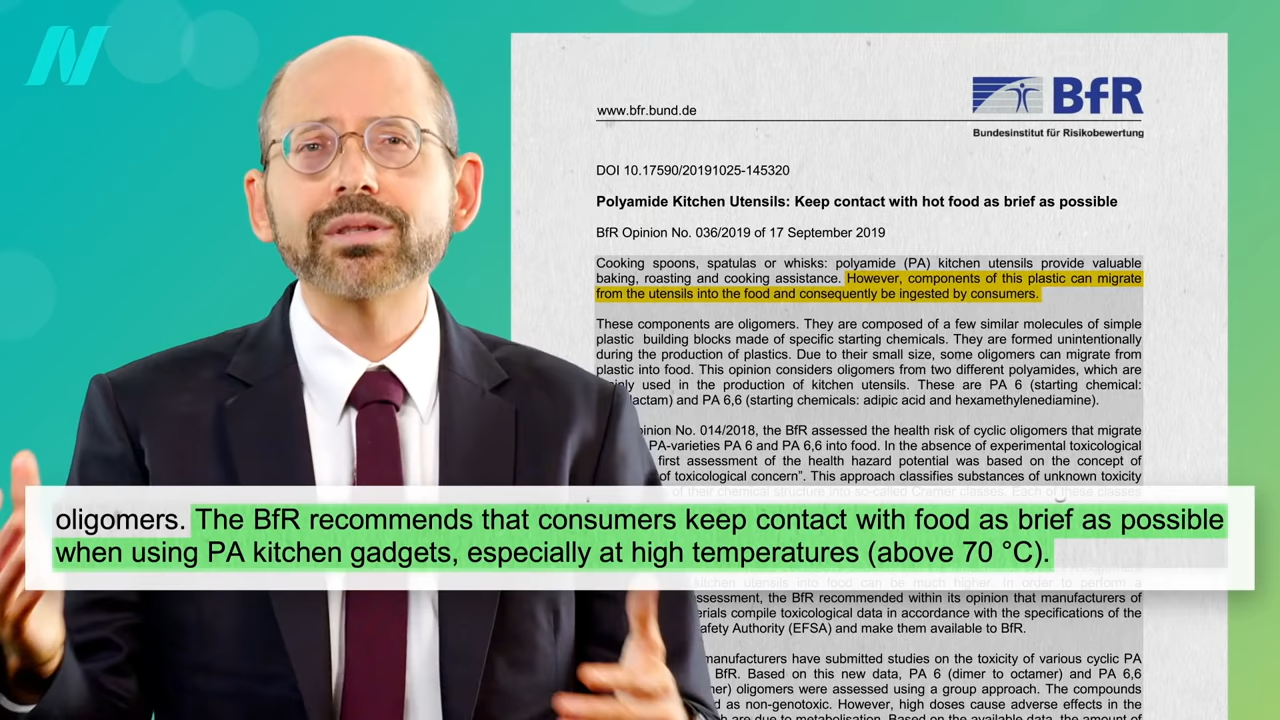 www.bfr.bund.de
BfR
Bundesinstitut für Risikobewertung
DOI 10.17590/20191025-145320
Polyamide Kitchen Utensils: Keep contact with hot food as brief as possible
BfR Opinion No. 036/2019 of 17 September 2019
Cooking spoons, spatulas or whisks: polyamide (PA) kitchen utensils provide valuable
baking, roasting and cooking assistance. However, components of this plastic can migrate
from the utensils into the food and consequently be ingested by consumers.
These components are oligomers. They are composed of a few similar molecules of simple
plastic building blocks made of specific starting chemicals. They are formed unintentionally
during the production of plastics. Due to their small size, some oligomers can migrate from
plastic into food. This opinion considers oligomers from two different polyamides, which are
used in the production of kitchen utensils. These are PA 6 (starting chemical:
and PA 6,6 (starting chemicals: adipic acid and hexamethylenediamine).
No. 014/2018, the BfR assessed the health risk of cyclic oligomers that migrate
PA-varieties PA 6 and PA 6,6 into food. In the absence of experimental toxicological
first assessment of the health hazard potential was based on the concept of
of toxicological concern”. This approach classifies substances of unknown toxicity
of their chemical structure into so-called Cramer classes. Each of these classes
oligomers. The BfR recommends that consumers keep contact with food as brief as possible
when using PA kitchen gadgets, especially at high temperatures (above 70 °C).
kitchen utensils into food can be much higher. In order to perform a
the BfR recommended within its opinion that manufacturers of
compile toxicological data in accordance with the specifications of the
Authority (EFSA) and make them available to BfR.
manufacturers have submitted studies on the toxicity of various cyclic PA
BfR. Based on this new data, PA 6 (dimer to octamer) and PA 6,6
oligomers were assessed using a group approach. The compounds
as non-genotoxic. However, high doses cause adverse effects in the
are due to metabolisation. Based on the available data, the amount of